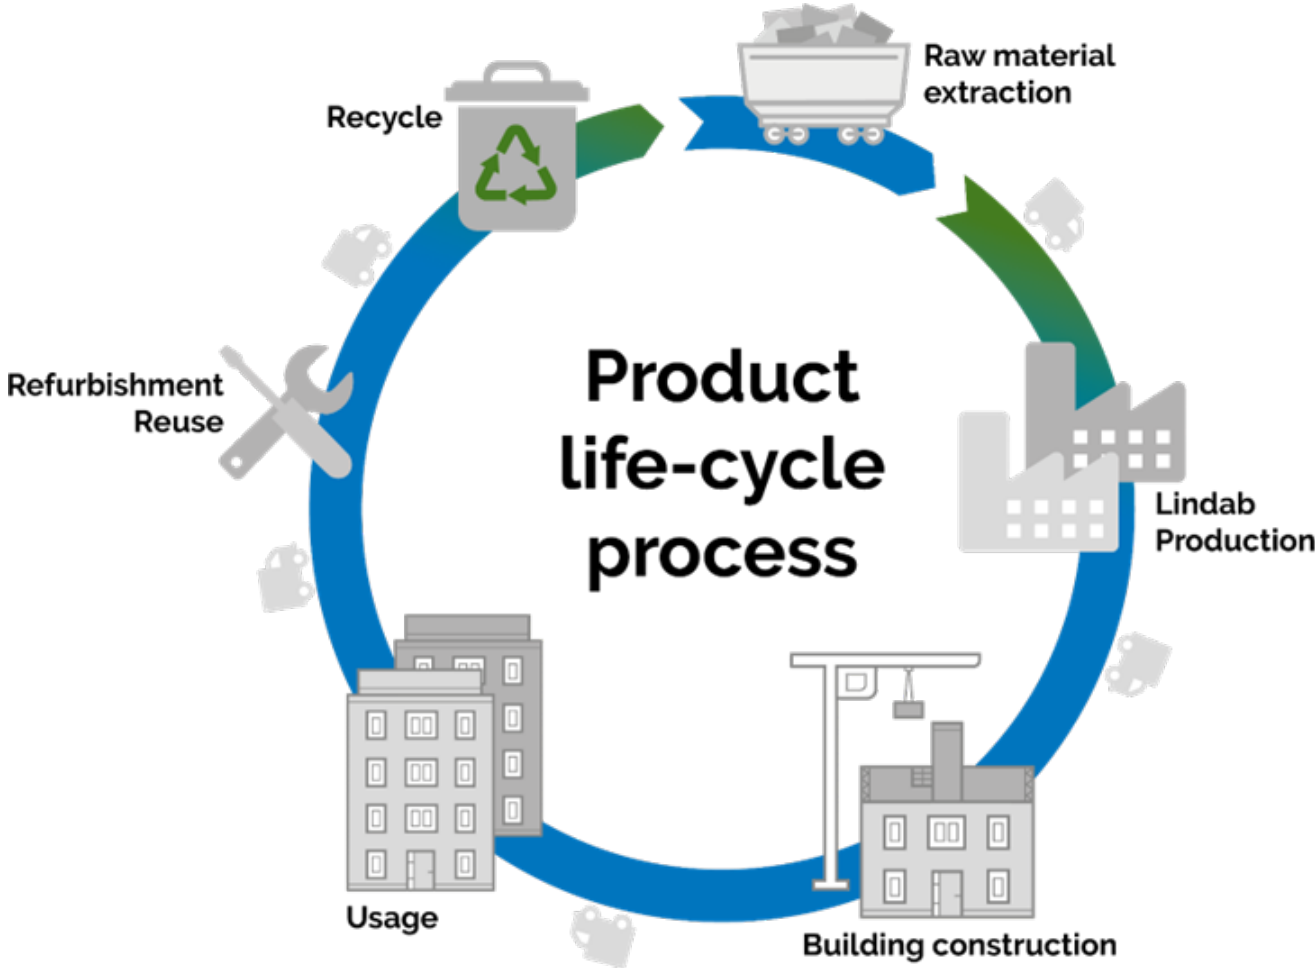 Raw material
extraction
Recycle
Product
life-cycle
process
Refurbishment
Reuse
Lindab
Production
Usage
Building construction